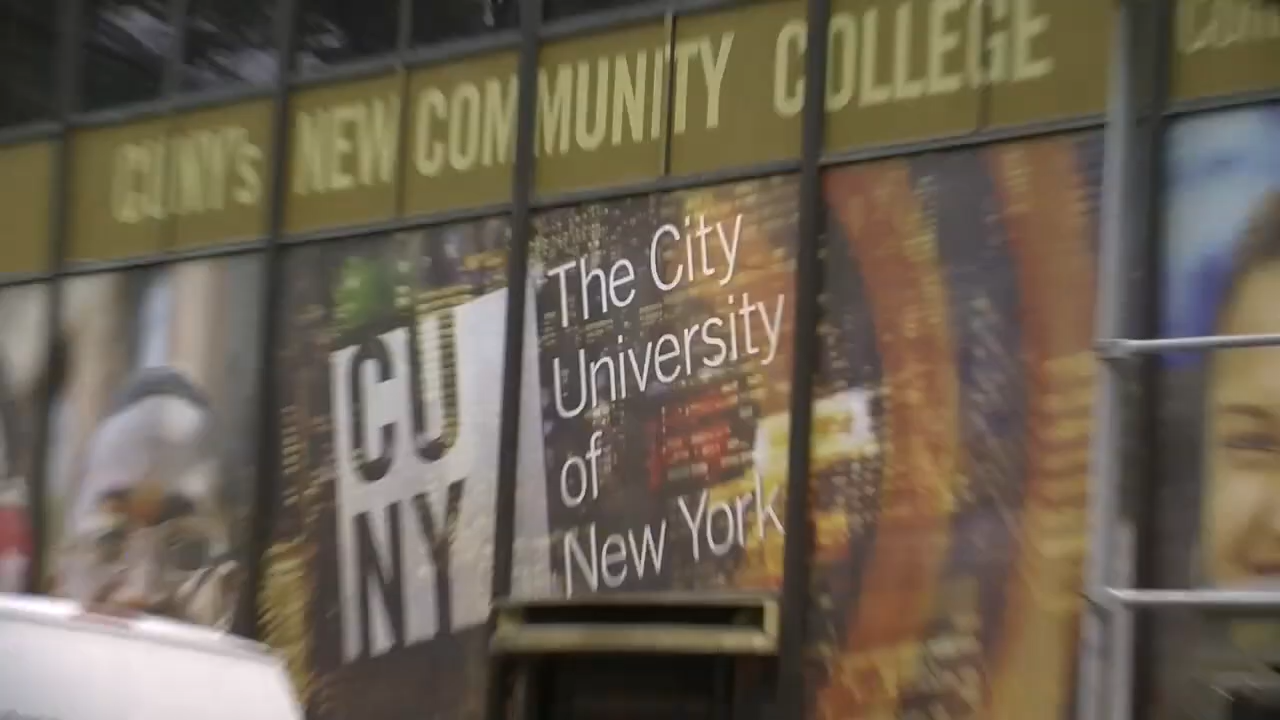 CUNY's NEW COMMUNITY COLLEGE
CU
NY
The City
University
of
New York